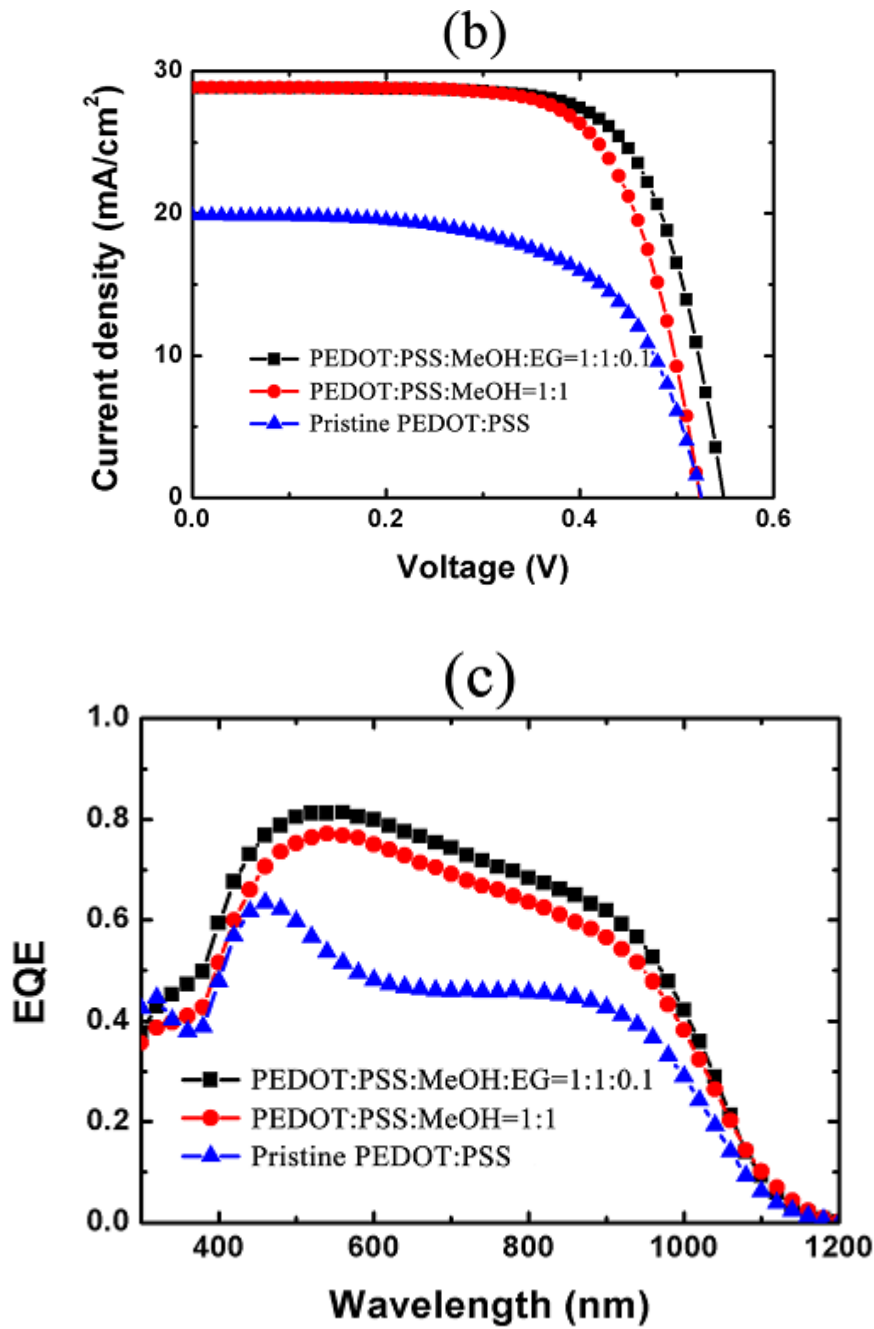 (b)
30
20
10
0
Current density (mA/cm²)
PEDOT:PSS:MeOH:EG=1:1:0.1
PEDOT:PSS:MeOH=1:1
Pristine PEDOT:PSS
0.0 0.2 0.4 0.6
Voltage (V)
(c)
1.0
0.8
0.6
0.4
0.2
0.0
EQE
PEDOT:PSS:MeOH:EG=1:1:0.1
PEDOT:PSS:MeOH=1:1
Pristine PEDOT:PSS
400 600 800 1000 1200
Wavelength (nm)